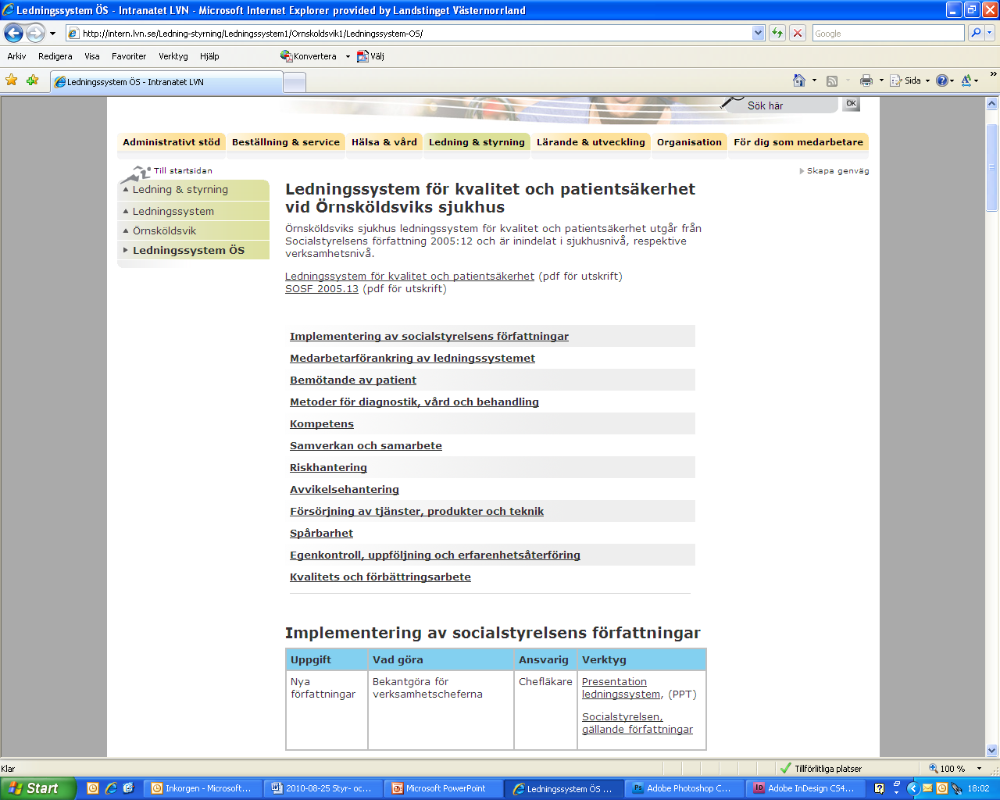 Ledningssystem ÖS - Intranatet LVN - Microsoft Internet Explorer provided by Landstinget Västernorrland
http://intern.lvn.se/Ledning-styrning/Ledningssystem1/Ornskoldsvik1/Ledningssystem-OS/
Google
Arkiv Redigera Visa Favoriter Verktyg Hjälp Konvertera Välj
Ledningssystem ÖS - Intranatet LVN
Sida
Sök här OK
Administrativt stöd Beställning & service Hälsa & vård Ledning & styrning Lärande & utveckling Organisation För dig som medarbetare
Till startsidan
Skapa genväg
Ledning & styrning
Ledningssystem
Örnsköldsvik
Ledningssystem ÖS
Ledningssystem för kvalitet och patientsäkerhet
vid Örnsköldsviks sjukhus
Örnsköldsviks sjukhus ledningssystem för kvalitet och patientsäkerhet utgår från
Socialstyrelsens författning 2005:12 och är inindelat i sjukhusnivå, respektive
verksamhetsnivå.
Ledningssystem för kvalitet och patientsäkerhet (pdf för utskrift)
SOSF 2005.13 (pdf för utskrift)
Implementering av socialstyrelsens författningar
Medarbetarförankring av ledningssystemet
Bemötande av patient
Metoder för diagnostik, vård och behandling
Kompetens
Samverkan och samarbete
Riskhantering
Avvikelsehantering
Försörjning av tjänster, produkter och teknik
Spårbarhet
Egenkontroll, uppföljning och erfarenhetsåterföring
Kvalitets och förbättringsarbete
Implementering av socialstyrelsens författningar
Uppgift Vad göra Ansvarig Verktyg
Nya Bekantgöra för Chefläkare Presentation
författningar verksamhetscheferna ledningssystem, (PPT)
Socialstyrelsen,
gällande författningar
Klar Tillförlitliga platser 100 %
Start Inkorgen - Microsoft... 2010-08-25 Styr- oc... Microsoft PowerPoint Ledningssystem ÖS ... Adobe Photoshop C... Adobe InDesign CS4... 18:02